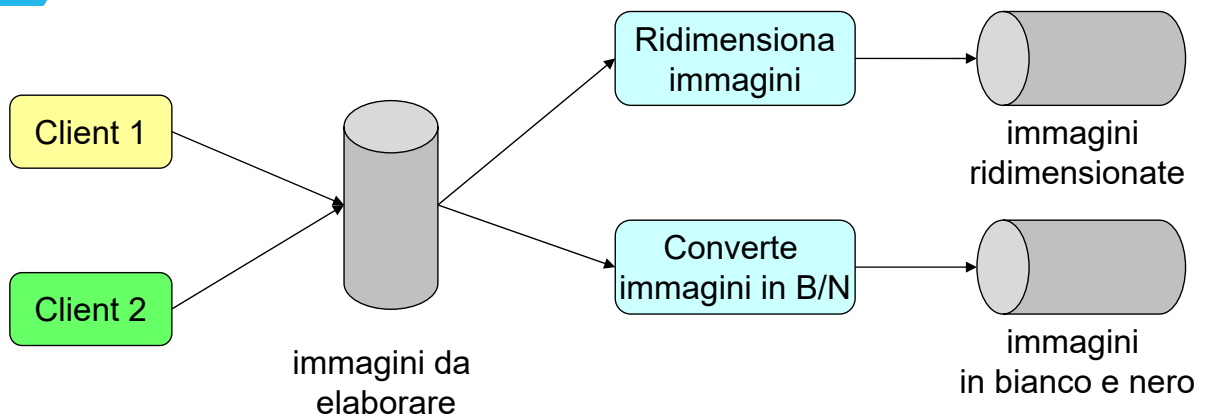 Ridimensiona
immagini
Client 1
immagini
ridimensionate
Converte
immagini in B/N
Client 2
immagini da
elaborare
immagini
in bianco e nero